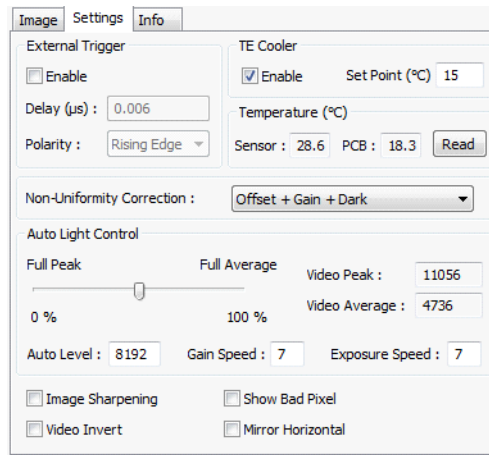 Image Settings Info
External Trigger
Enable
Delay (µs) : 0.006
Polarity : Rising Edge
TE Cooler
Enable Set Point (ºC) 15
Temperature (ºC)
Sensor : 28.6 PCB : 18.3 Read
Non-Uniformity Correction : Offset + Gain + Dark
Auto Light Control
Full Peak Full Average
0 % 100 %
Video Peak : 11056
Video Average : 4736
Auto Level : 8192 Gain Speed : 7 Exposure Speed : 7
Image Sharpening Show Bad Pixel
Video Invert Mirror Horizontal